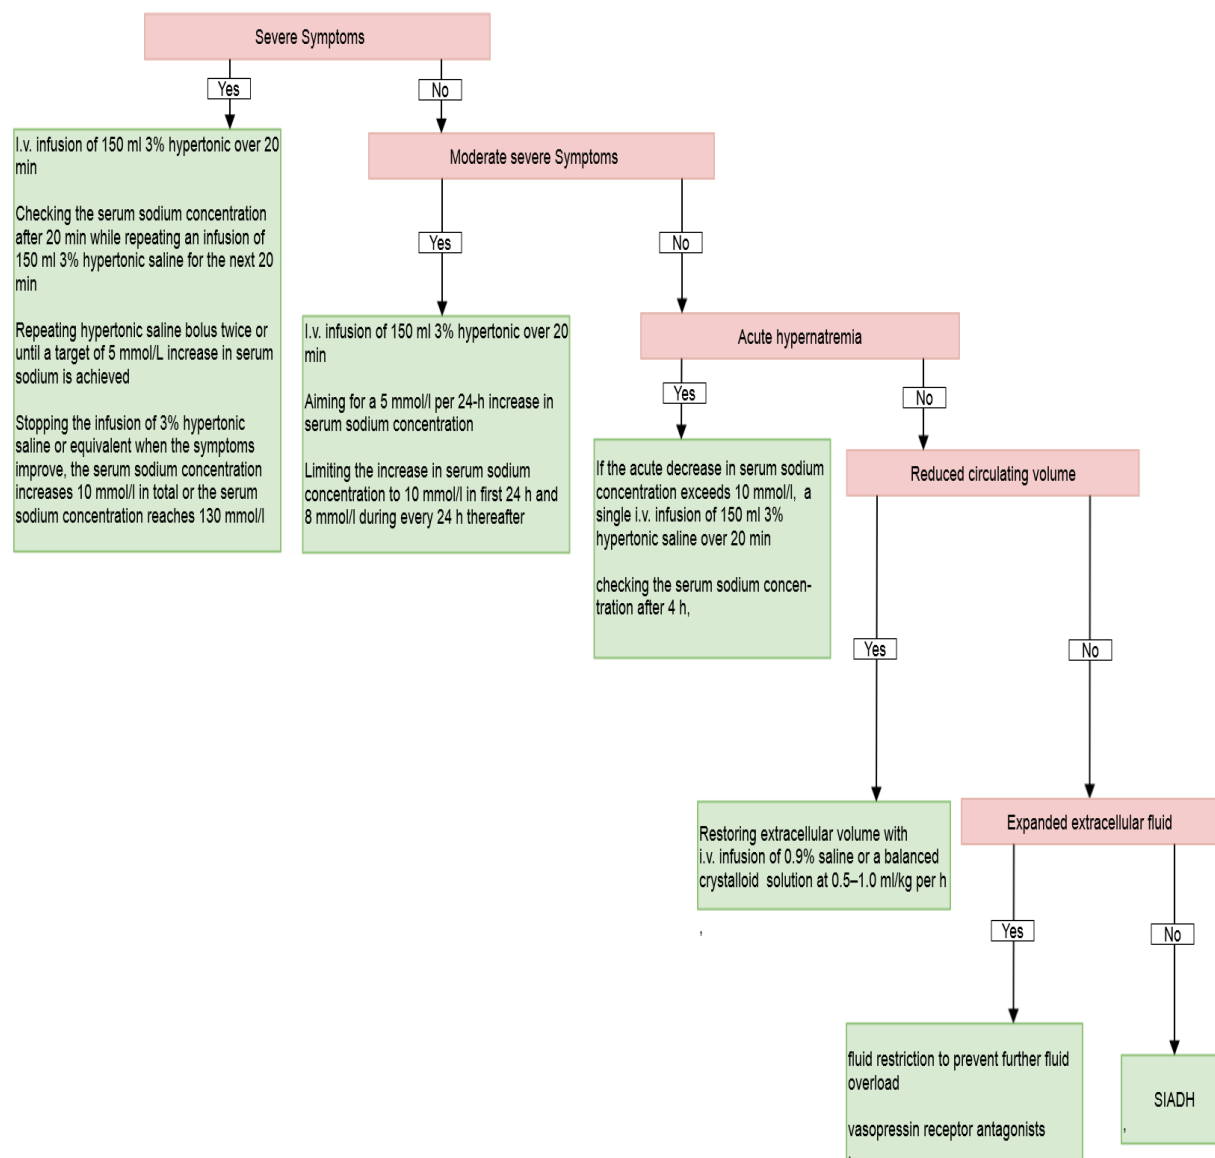 Severe Symptoms
Yes
No
I.v. infusion of 150 ml 3% hypertonic over 20
min
Checking the serum sodium concentration
after 20 min while repeating an infusion of
150 ml 3% hypertonic saline for the next 20
min
Repeating hypertonic saline bolus twice or
until a target of 5 mmol/L increase in serum
sodium is achieved
Stopping the infusion of 3% hypertonic
saline or equivalent when the symptoms
improve, the serum sodium concentration
increases 10 mmol/l in total or the serum
sodium concentration reaches 130 mmol/l
Moderate severe Symptoms
Yes
No
I.v. infusion of 150 ml 3% hypertonic over 20
min
Aiming for a 5 mmol/l per 24-h increase in
serum sodium concentration
Limiting the increase in serum sodium
concentration to 10 mmol/l in first 24 h and
8 mmol/l during every 24 h thereafter
Acute hypernatremia
Yes
No
If the acute decrease in serum sodium
concentration exceeds 10 mmol/l, a
single i.v. infusion of 150 ml 3%
hypertonic saline over 20 min
checking the serum sodium concen-
tration after 4 h,
Reduced circulating volume
Yes
No
Restoring extracellular volume with
i.v. infusion of 0.9% saline or a balanced
crystalloid solution at 0.5–1.0 ml/kg per h
,
Expanded extracellular fluid
Yes
No
fluid restriction to prevent further fluid
overload
vasopressin receptor antagonists
SIADH
,